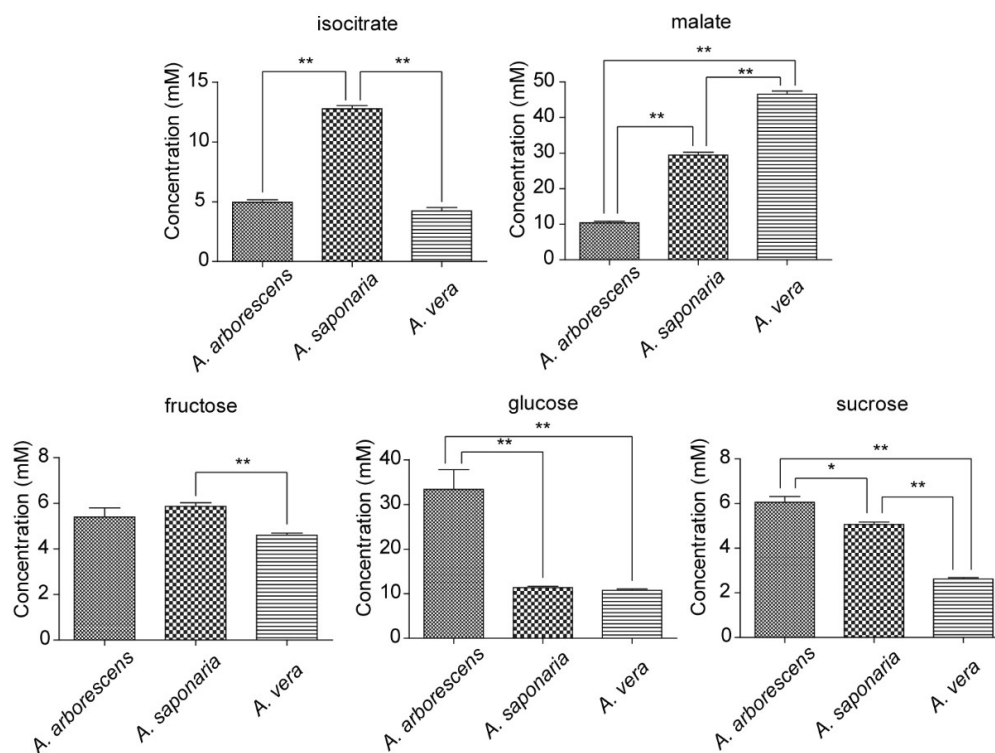 isocitrate
Concentration (mM)
15
10
5
0
**
**
A. arborescens
A. saponaria
A. vera
malate
Concentration (mM)
50
40
30
20
10
0
**
**
**
A. arborescens
A. saponaria
A. vera
fructose
Concentration (mM)
8
6
4
2
0
**
A. arborescens
A. saponaria
A. vera
glucose
Concentration (mM)
40
30
20
10
0
**
**
A. arborescens
A. saponaria
A. vera
sucrose
Concentration (mM)
8
6
4
2
0
**
*
**
A. arborescens
A. saponaria
A. vera